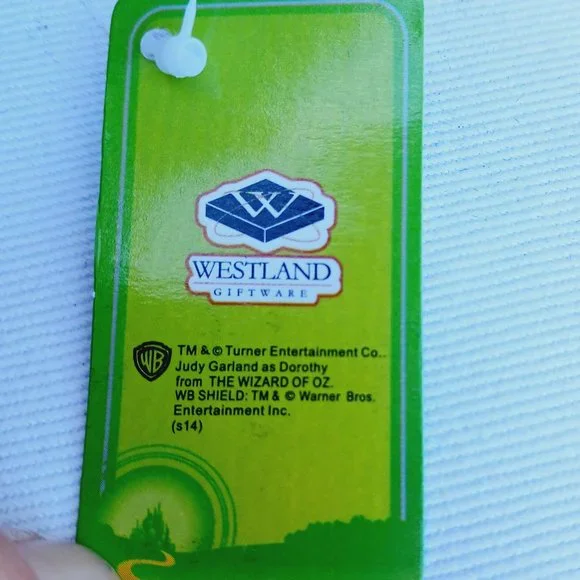 W
WESTLAND
GIFTWARE
WB
TM & © Turner Entertainment Co..
Judy Garland as Dorothy
from THE WIZARD OF OZ.
WB SHIELD: TM & © Warner Bros.
Entertainment Inc.
(s14)